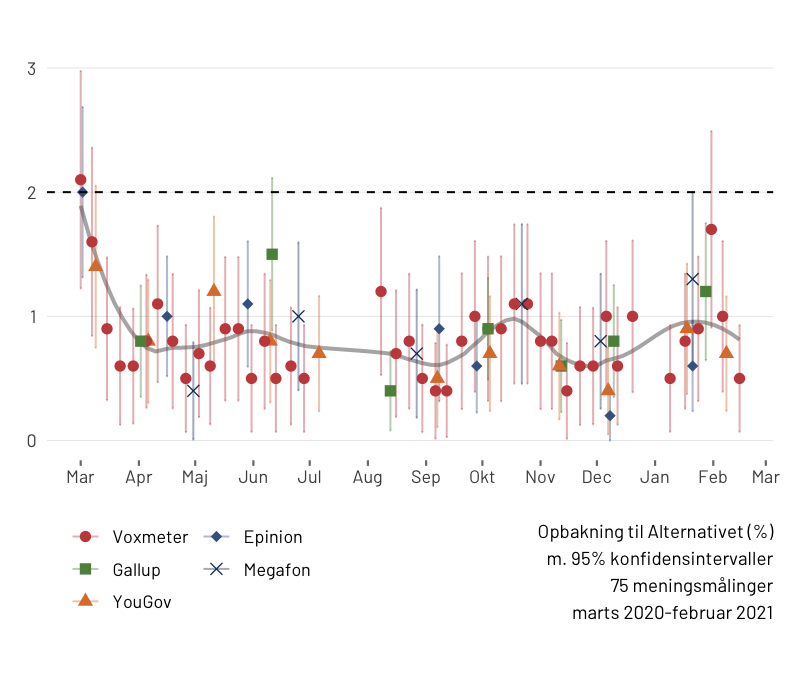 3
2
1
0
Mar Apr Maj Jun Jul Aug Sep Okt Nov Dec Jan Feb Mar
Voxmeter Epinion
Gallup Megafon
YouGov
Opbakning til Alternativet (%)
m. 95% konfidensintervaller
75 meningsmålinger
marts 2020-februar 2021